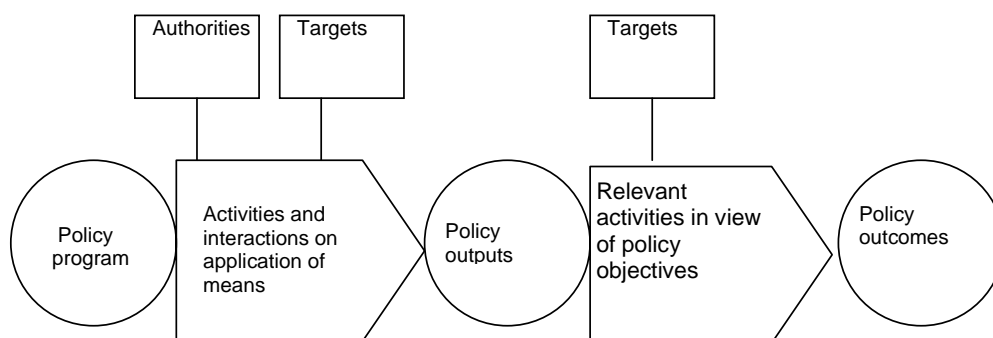 Authorities
Targets
Targets
Policy
program
Activities and
interactions on
application of
means
Policy
outputs
Relevant
activities in view
of policy
objectives
Policy
outcomes